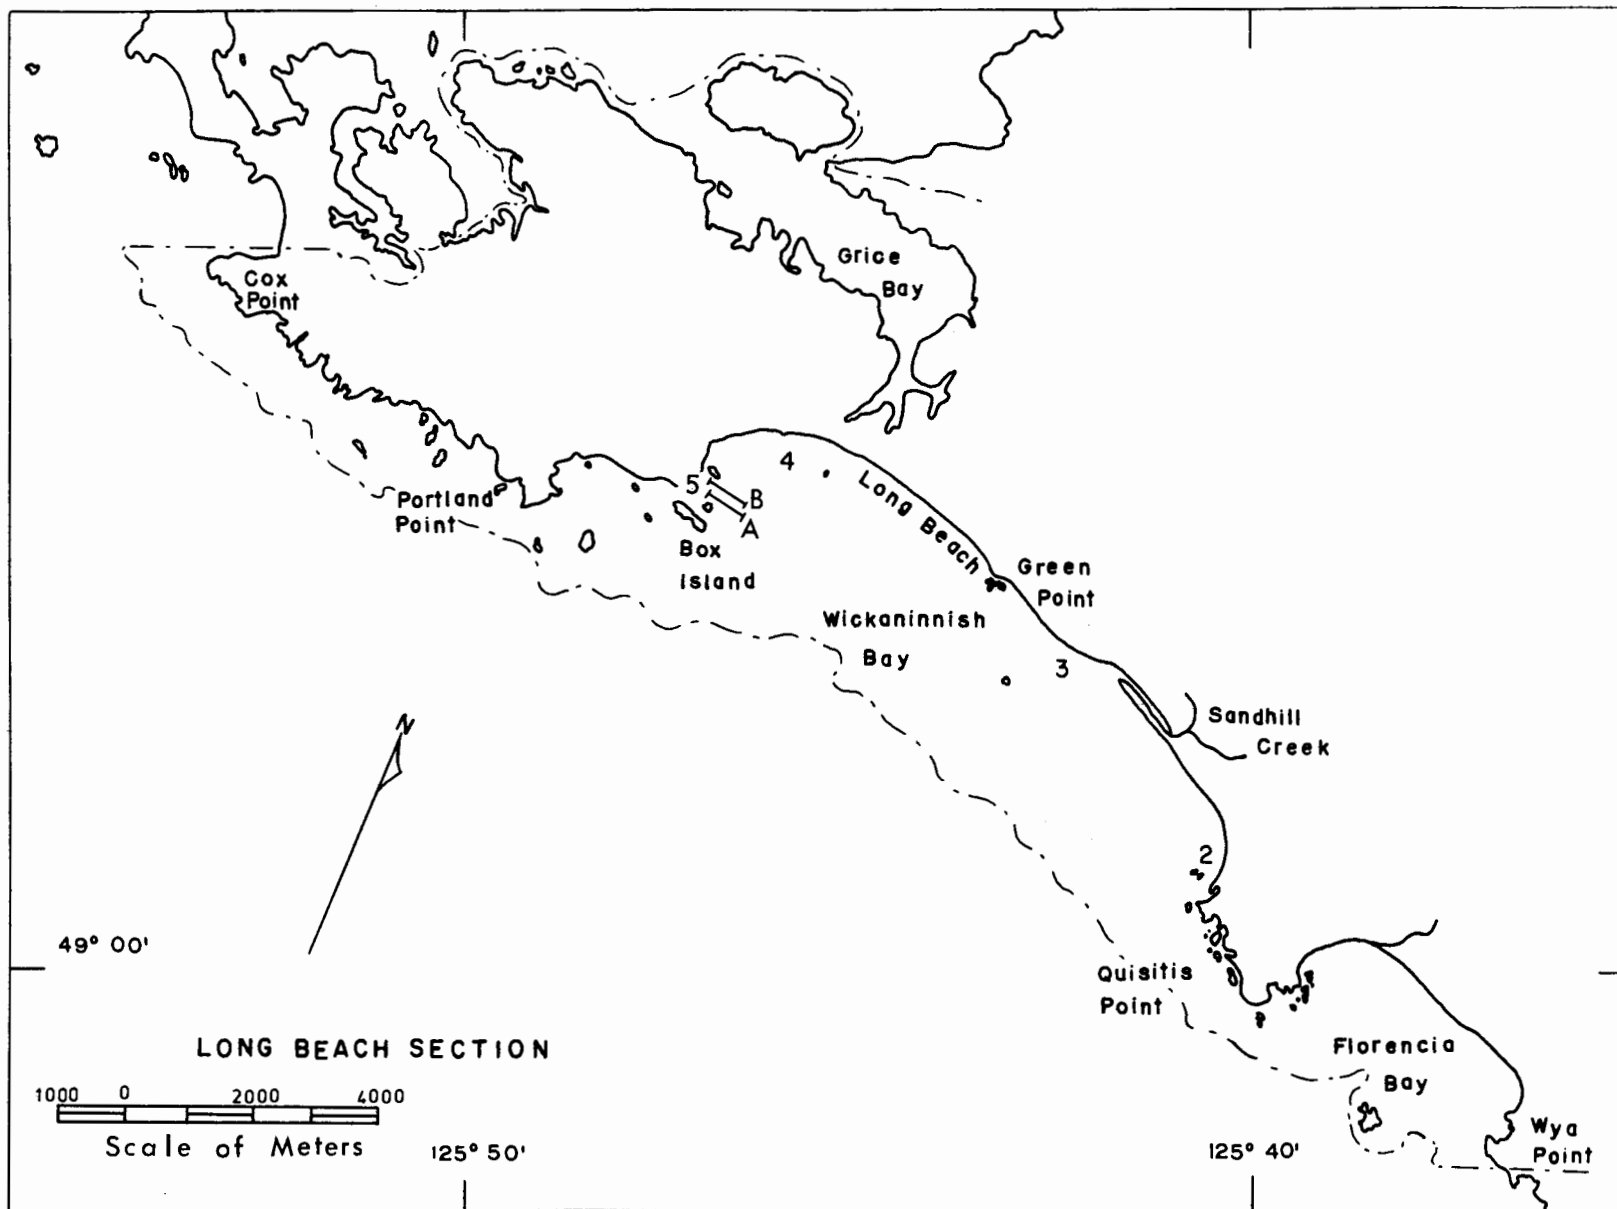 Cox
Point
Grice
Bay
4
Long Beach
5
B
A
Portland
Point
Box
Island
Green
Point
Wickaninnish
Bay
3
Sandhill
Creek
N
2
49° 00'
Quisitis
Point
LONG BEACH SECTION
Florencia
Bay
1000 0 2000 4000
Scale of Meters
125° 50'
125° 40'
Wya
Point